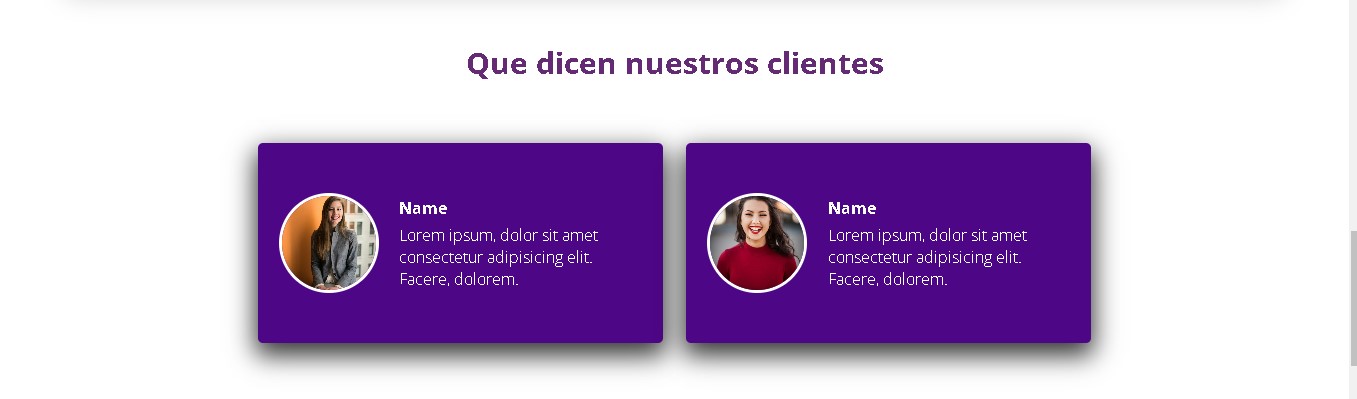 Que dicen nuestros clientes
Name
Lorem ipsum, dolor sit amet
consectetur adipisicing elit.
Facere, dolorem.
Name
Lorem ipsum, dolor sit amet
consectetur adipisicing elit.
Facere, dolorem.